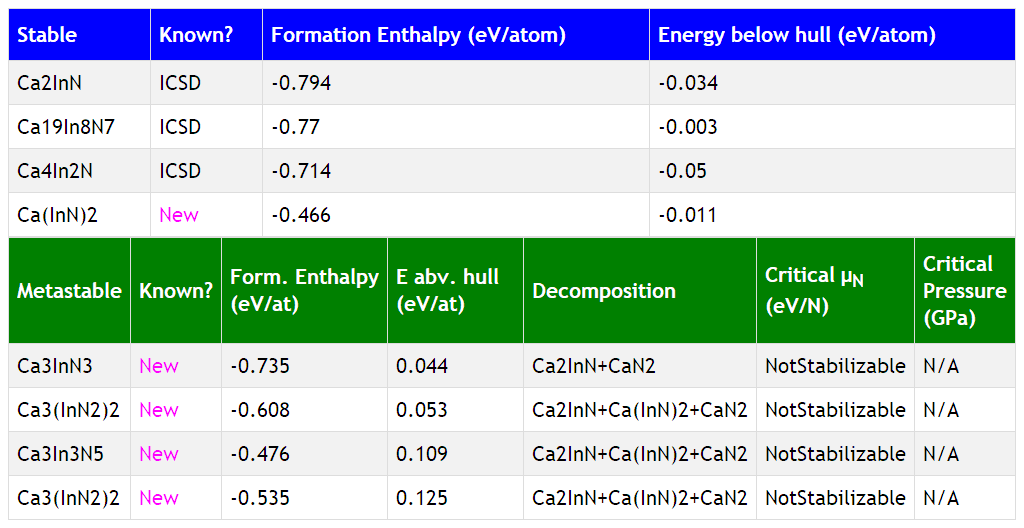 Stable Known? Formation Enthalpy (eV/atom) Energy below hull (eV/atom)
Ca2InN ICSD -0.794 -0.034
Ca19In8N7 ICSD -0.77 -0.003
Ca4In2N ICSD -0.714 -0.05
Ca(InN)2 New -0.466 -0.011
Metastable Known? Form. Enthalpy (eV/at) E abv. hull (eV/at) Decomposition Critical μN (eV/N) Critical Pressure (GPa)
Ca3InN3 New -0.735 0.044 Ca2InN+CaN2 NotStabilizable N/A
Ca3(InN2)2 New -0.608 0.053 Ca2InN+Ca(InN)2+CaN2 NotStabilizable N/A
Ca3In3N5 New -0.476 0.109 Ca2InN+Ca(InN)2+CaN2 NotStabilizable N/A
Ca3(InN2)2 New -0.535 0.125 Ca2InN+Ca(InN)2+CaN2 NotStabilizable N/A